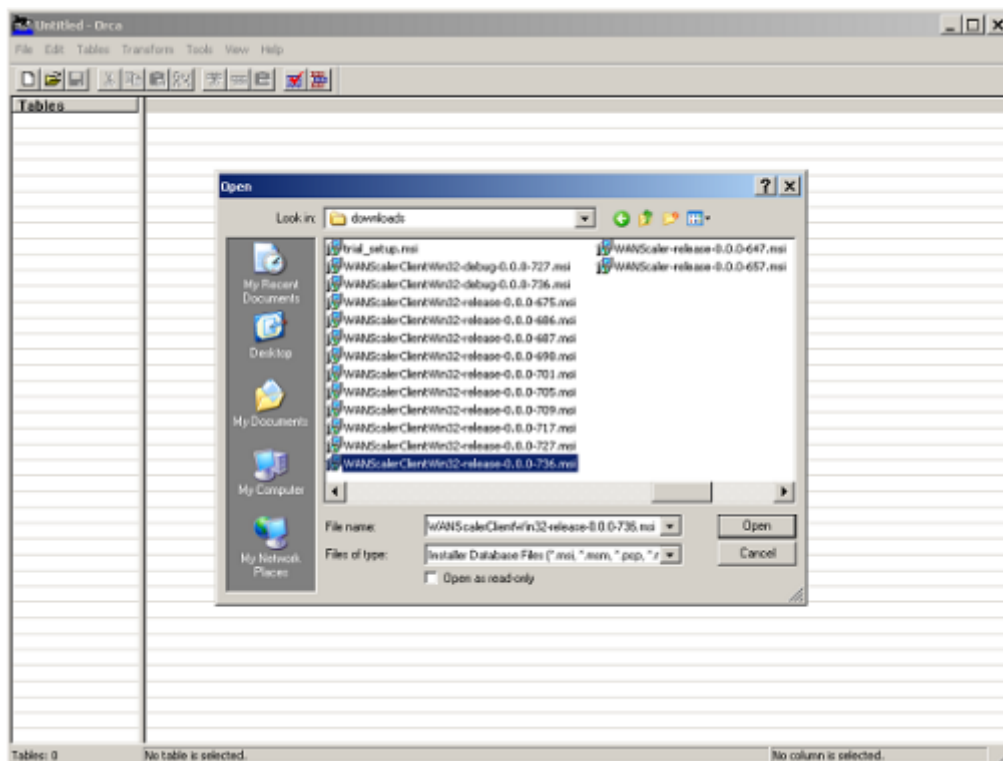 Untitled - Orca
File Edit Tables Transform Tools View Help
Tables
Open
Look in: downloads
My Recent Documents
Desktop
My Documents
My Computer
My Network Places
trial_setup.msi
WANScalerClientWin32-debug-0.0.0-727.msi
WANScalerClientWin32-debug-0.0.0-736.msi
WANScalerClientWin32-release-0.0.0-675.msi
WANScalerClientWin32-release-0.0.0-686.msi
WANScalerClientWin32-release-0.0.0-687.msi
WANScalerClientWin32-release-0.0.0-698.msi
WANScalerClientWin32-release-0.0.0-701.msi
WANScalerClientWin32-release-0.0.0-705.msi
WANScalerClientWin32-release-0.0.0-709.msi
WANScalerClientWin32-release-0.0.0-717.msi
WANScalerClientWin32-release-0.0.0-727.msi
WANScalerClientWin32-release-0.0.0-736.msi
WANScaler-release-0.0.0-647.msi
WANScaler-release-0.0.0-657.msi
File name: WANScalerClientWin32-release-0.0.0-736.msi
Open
Files of type: Installer Database Files (*.msi, *.msm, *.pcp, *.r
Cancel
Open as read-only
Tables: 0
No table is selected.
No column is selected.